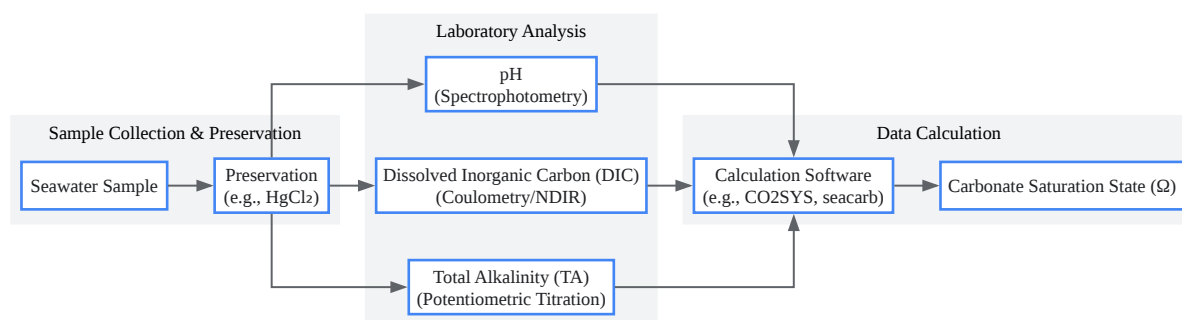 Laboratory Analysis
pH
(Spectrophotometry)
Sample Collection & Preservation
Data Calculation
Seawater Sample
Preservation
(e.g., HgCl₂)
Dissolved Inorganic Carbon (DIC)
(Coulometry/NDIR)
Calculation Software
(e.g., CO2SYS, seacarb)
Carbonate Saturation State (Ω)
Total Alkalinity (TA)
(Potentiometric Titration)